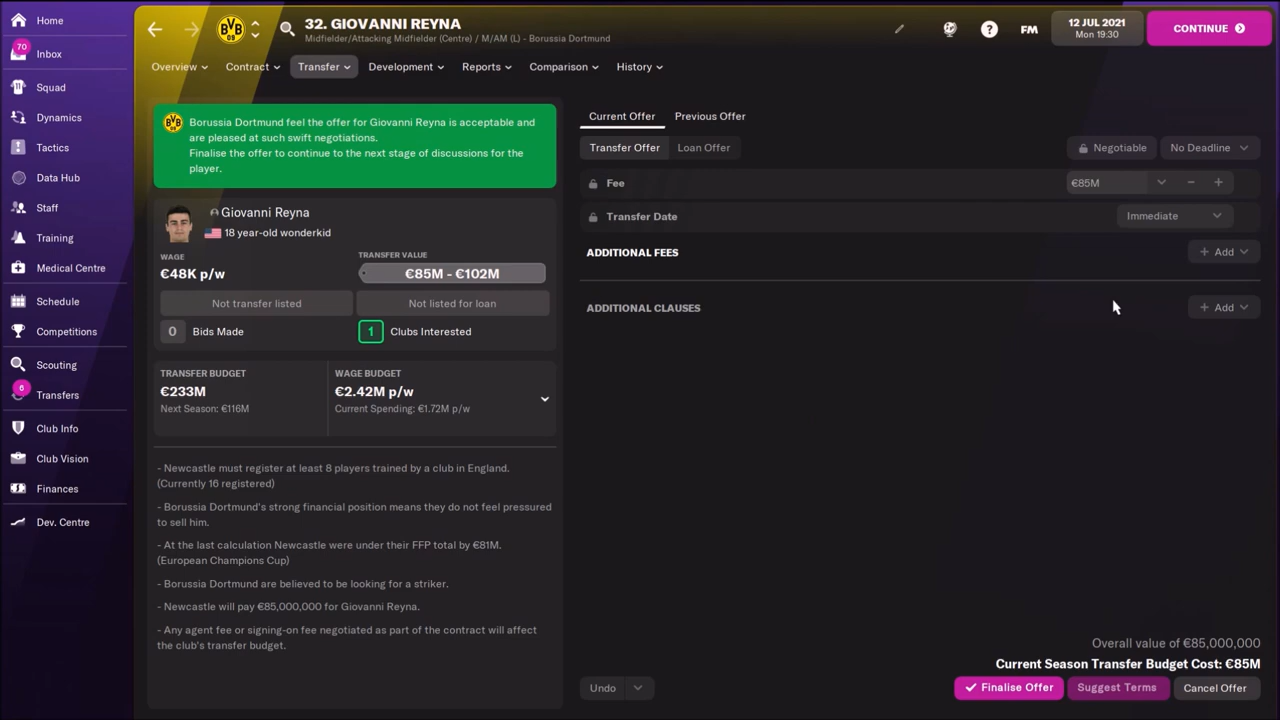 Home
70
Inbox
Squad
Dynamics
Tactics
Data Hub
Staff
Training
Medical Centre
Schedule
Competitions
Scouting
6
Transfers
Club Info
Club Vision
Finances
Dev. Centre
BVB
09
32. GIOVANNI REYNA
Midfielder/Attacking Midfielder (Centre) / M/AM (L) - Borussia Dortmund
?
FM
12 JUL 2021
Mon 19:30
CONTINUE
Overview
Contract
Transfer
Development
Reports
Comparison
History
Borussia Dortmund feel the offer for Giovanni Reyna is acceptable and
are pleased at such swift negotiations.
Finalise the offer to continue to the next stage of discussions for the
player.
Giovanni Reyna
18 year-old wonderkid
WAGE
€48K p/w
TRANSFER VALUE
€85M - €102M
Not transfer listed
Not listed for loan
0 Bids Made
1 Clubs Interested
TRANSFER BUDGET
€233M
Next Season: €116M
WAGE BUDGET
€2.42M p/w
Current Spending: €1.72M p/w
- Newcastle must register at least 8 players trained by a club in England.
(Currently 16 registered)
- Borussia Dortmund's strong financial position means they do not feel pressured
to sell him.
- At the last calculation Newcastle were under their FFP total by €81M.
(European Champions Cup)
- Borussia Dortmund are believed to be looking for a striker.
- Newcastle will pay €85,000,000 for Giovanni Reyna.
- Any agent fee or signing-on fee negotiated as part of the contract will affect
the club's transfer budget.
Current Offer
Previous Offer
Transfer Offer
Loan Offer
Negotiable
No Deadline
Fee
€85M
Transfer Date
Immediate
ADDITIONAL FEES
+ Add
ADDITIONAL CLAUSES
+ Add
Overall value of €85,000,000
Current Season Transfer Budget Cost: €85M
Undo
Finalise Offer
Suggest Terms
Cancel Offer